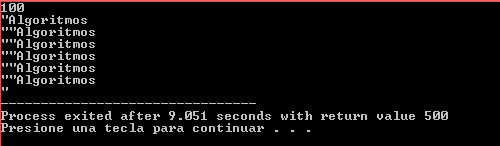 100
"Algoritmos
""Algoritmos
""Algoritmos
""Algoritmos
""Algoritmos
""Algoritmos
"
--------------------------------
Process exited after 9.051 seconds with return value 500
Presione una tecla para continuar . . .